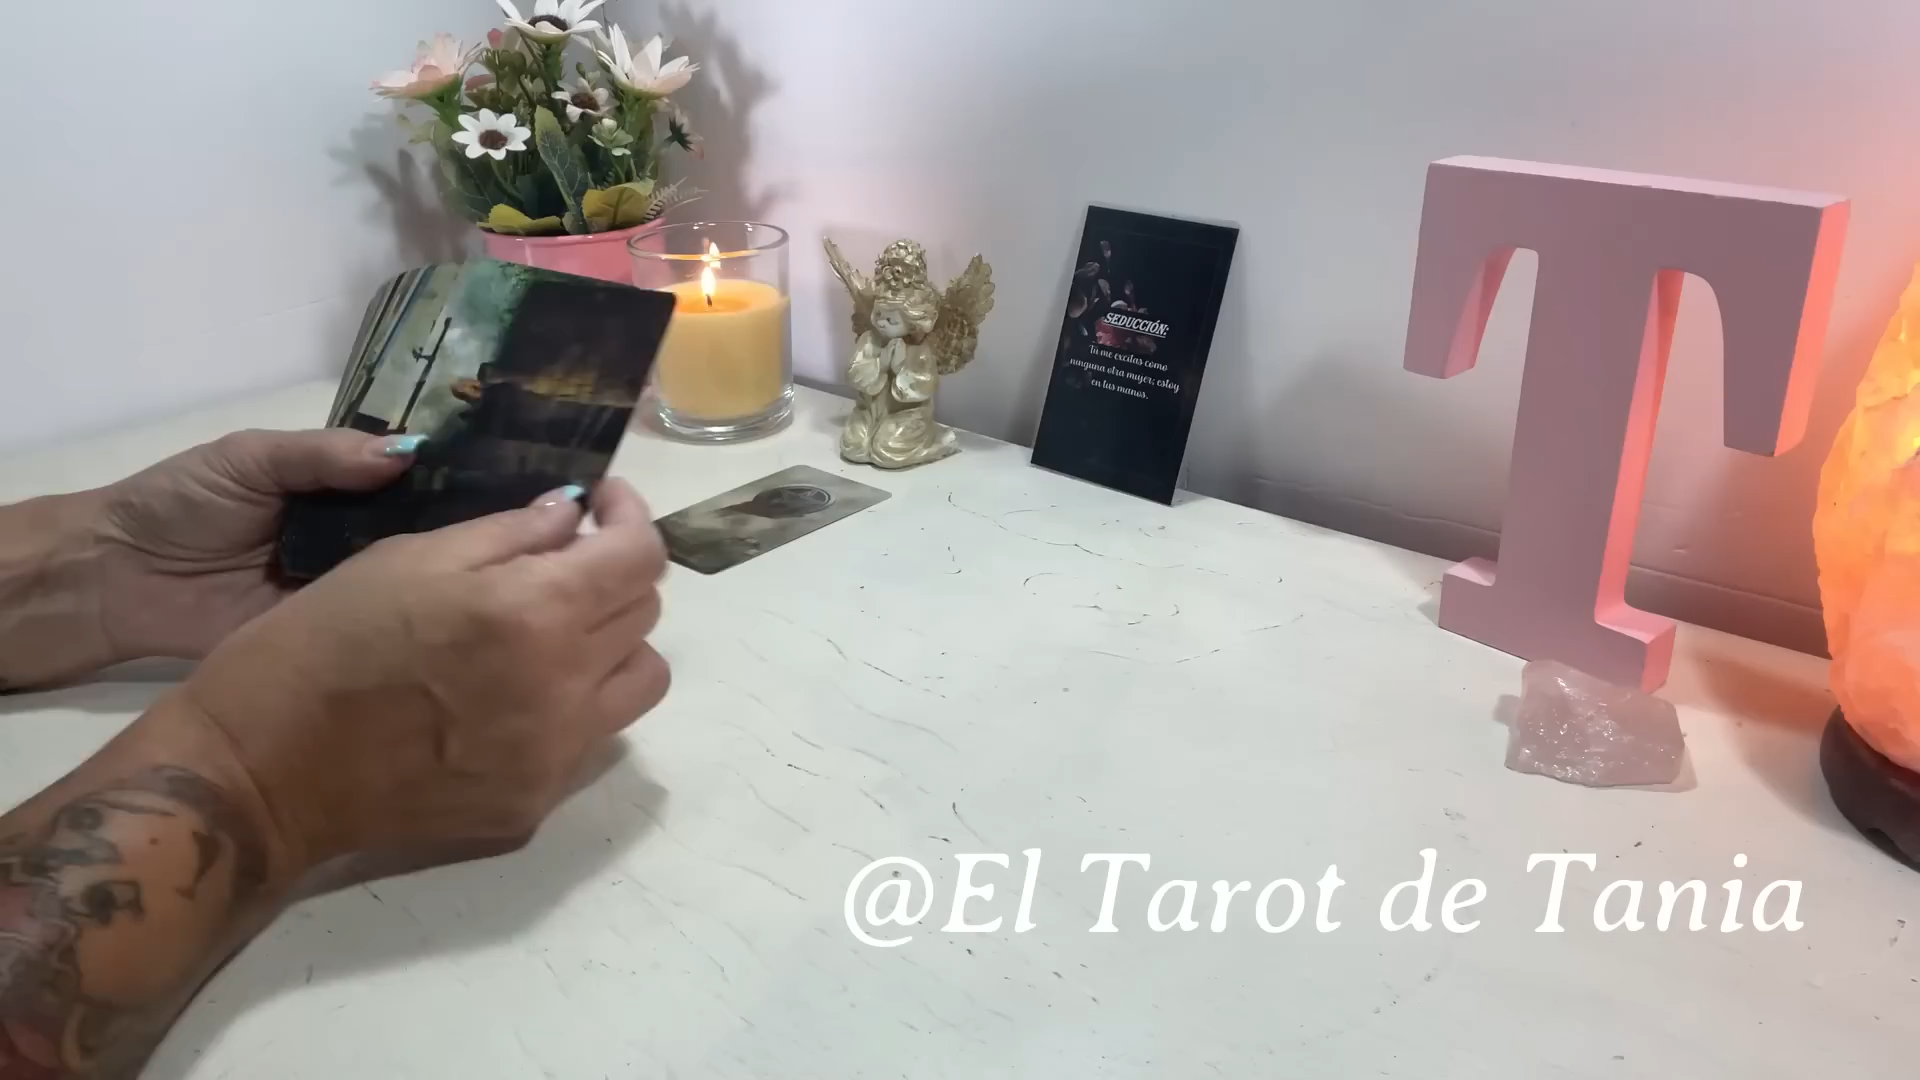 SEDUCCIÓN:
Tú me excitas como
ninguna otra mujer; estoy
en tus manos.
T
@El Tarot de Tania